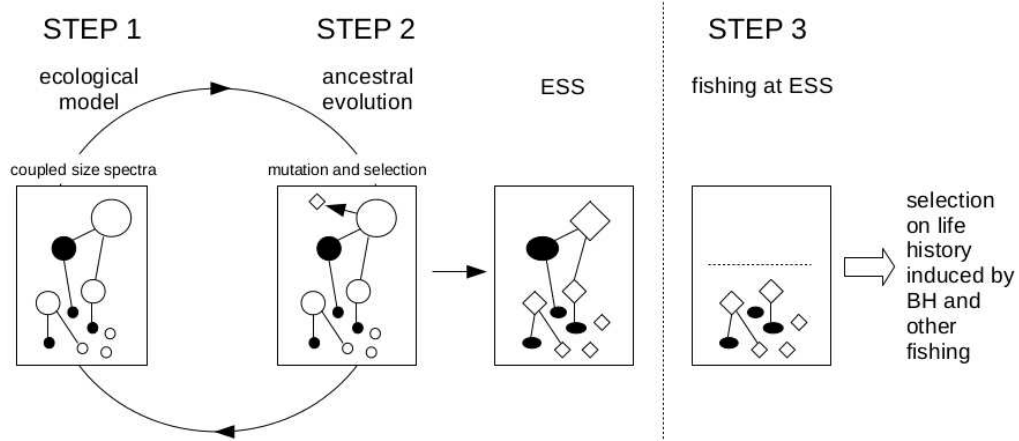 STEP 1
ecological
model
coupled size spectra
STEP 2
ancestral
evolution
mutation and selection
ESS
STEP 3
fishing at ESS
selection
on life
history
induced by
BH and
other
fishing